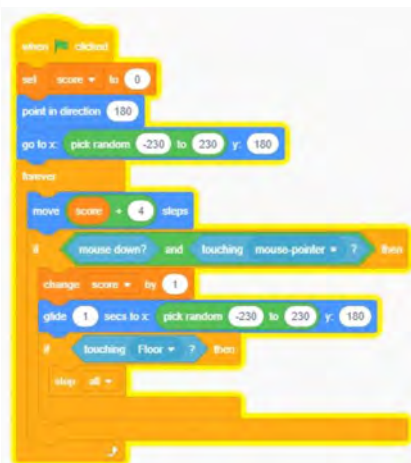 when clicked
set score to 0
point in direction 180
go to x: pick random -230 to 230 y: 180
forever
move score + 4 steps
if mouse down? and touching mouse-pointer ? then
change score by 1
glide 1 secs to x: pick random -230 to 230 y: 180
if touching Floor ? then
stop all